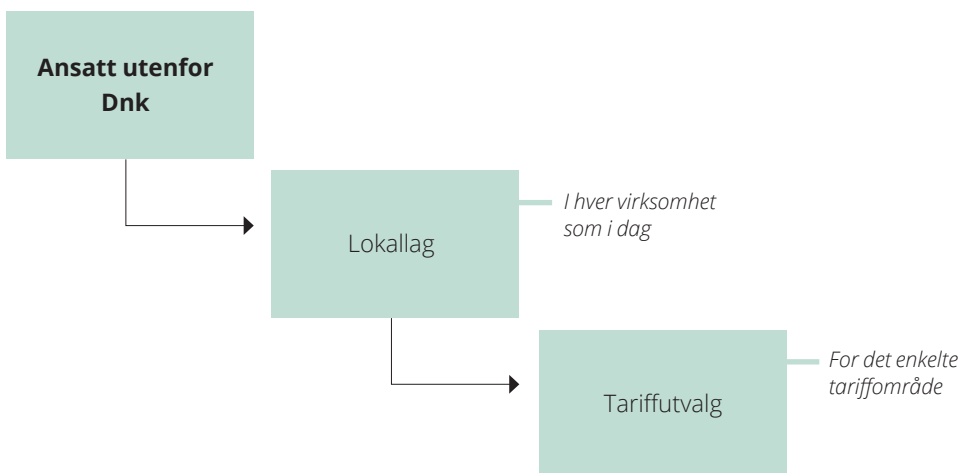 Ansatt utenfor
Dnk
I hver virksomhet
som i dag
Lokallag
For det enkelte
tariffområde
Tariffutvalg